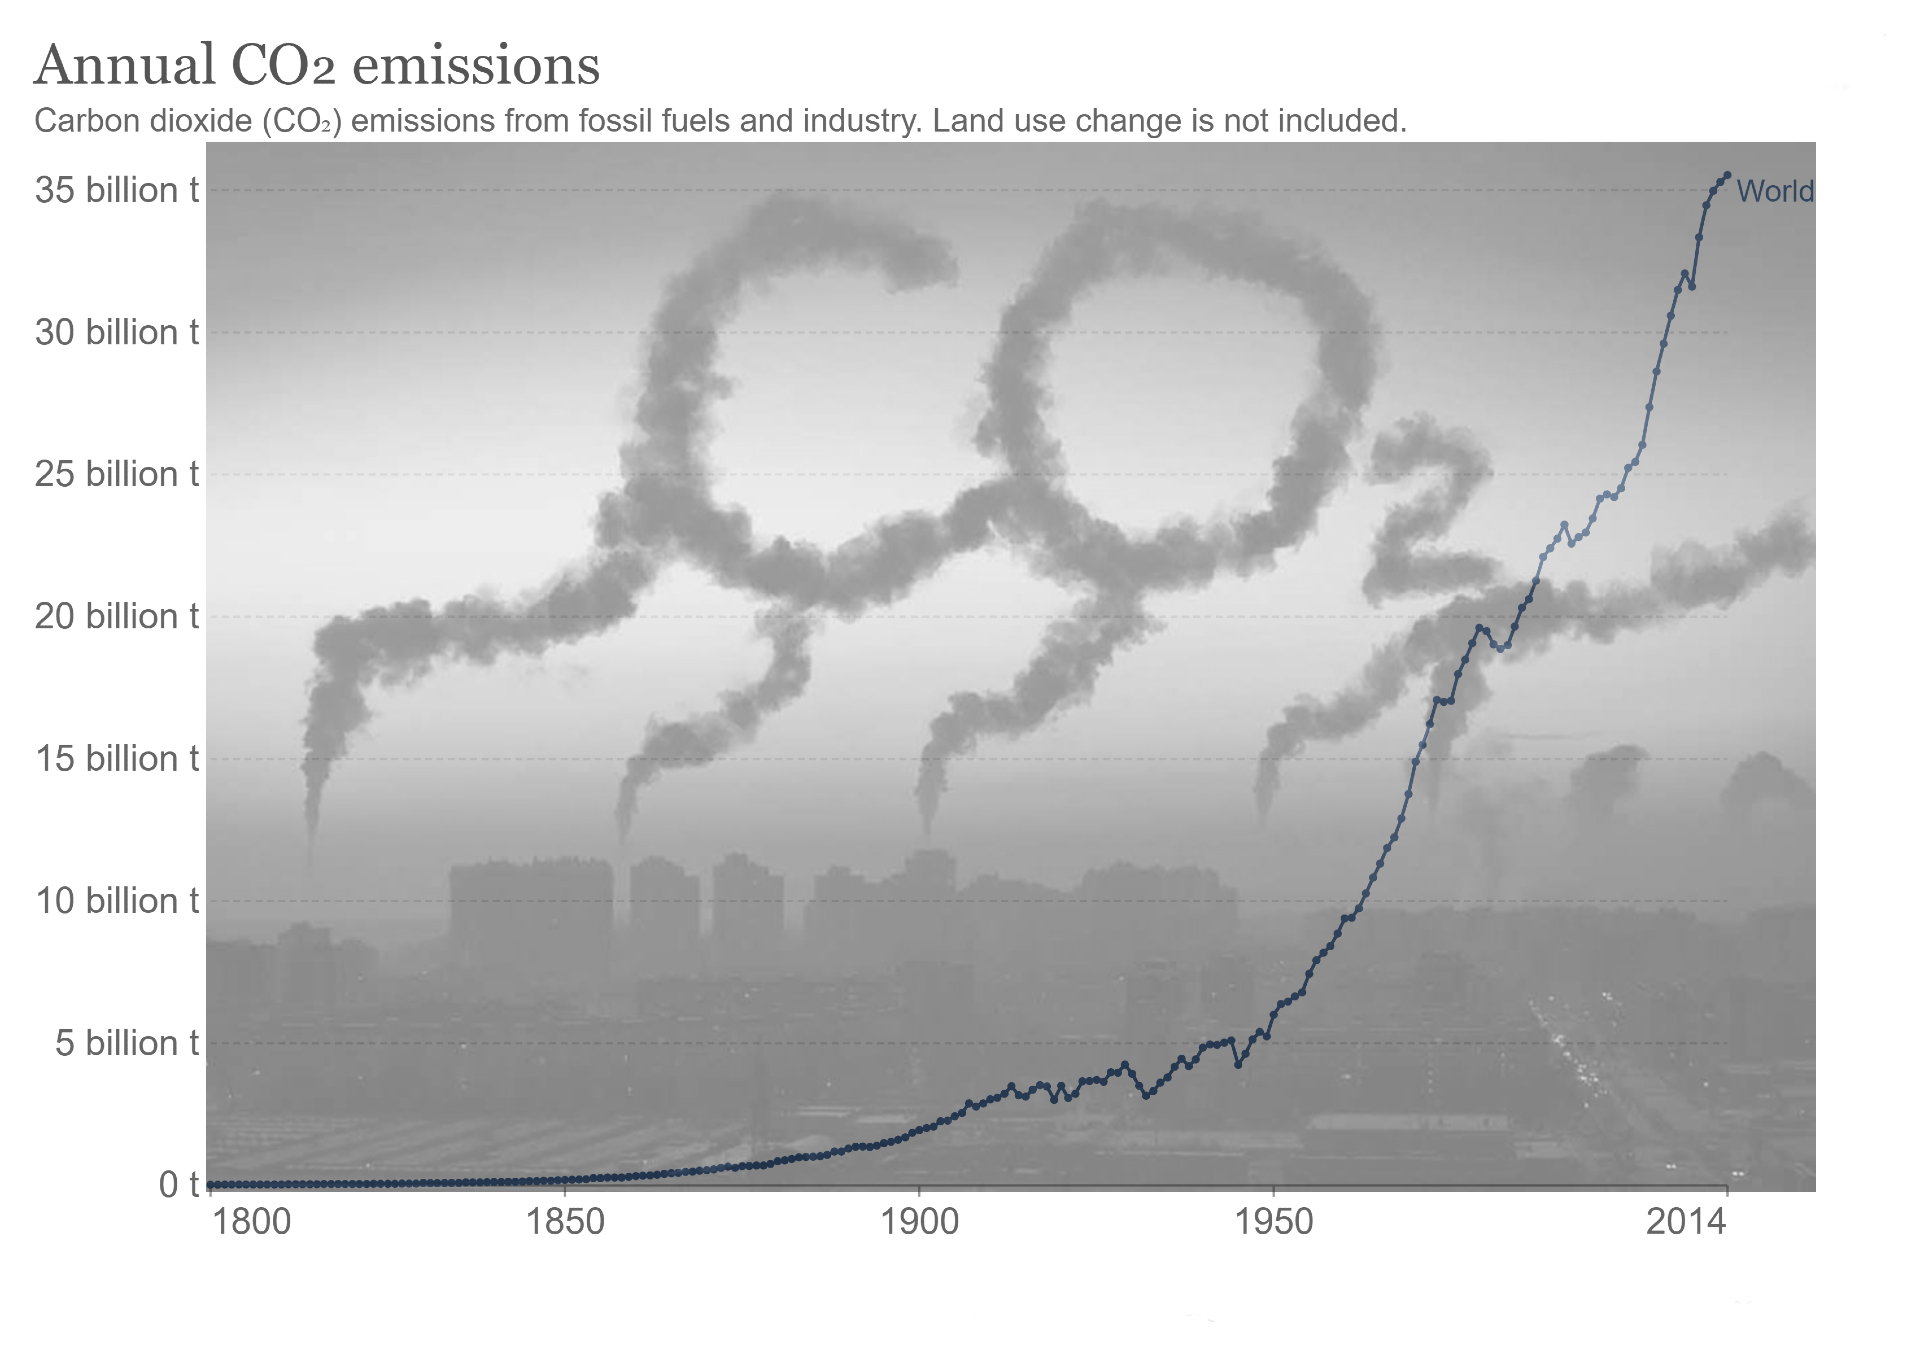 Annual CO2 emissions
Carbon dioxide (CO₂) emissions from fossil fuels and industry. Land use change is not included.
35 billion t
World
30 billion t
25 billion t
20 billion t
15 billion t
10 billion t
5 billion t
0 t
1800 1850 1900 1950 2014
CO2